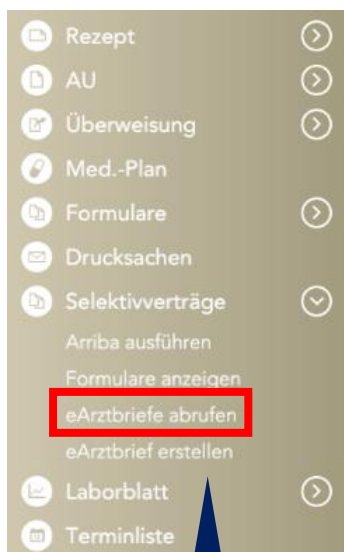 Rezept
AU
Überweisung
Med.-Plan
Formulare
Drucksachen
Selektivverträge
Arriba ausführen
Formulare anzeigen
eArztbriefe abrufen
eArztbrief erstellen
Laborblatt
Terminliste